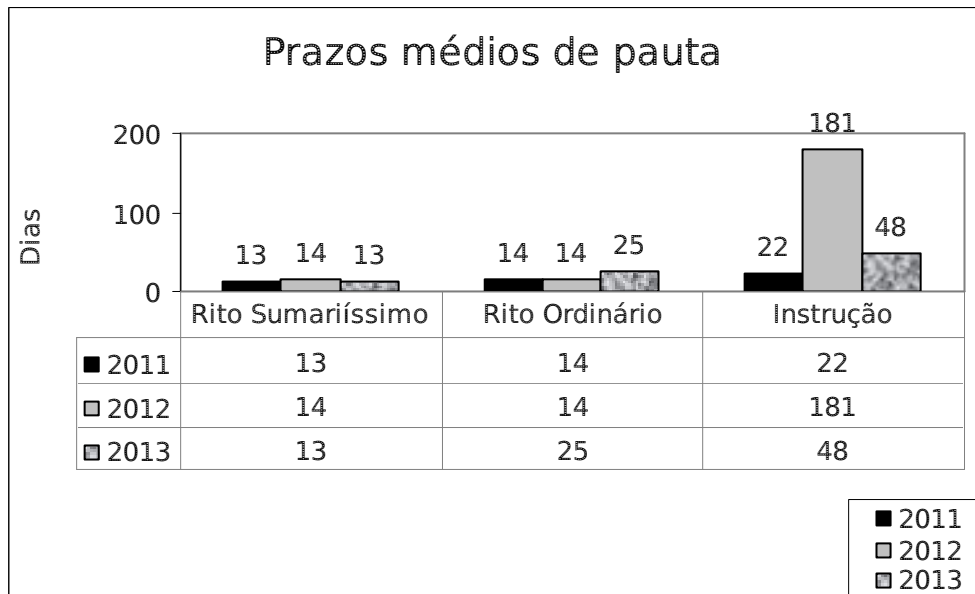 Prazos médios de pauta
Dias
200
100
0
13 14 13
14 14 25
22 181 48
Rito Sumariíssimo Rito Ordinário Instrução
2011 13 14 22
2012 14 14 181
2013 13 25 48
2011
2012
2013